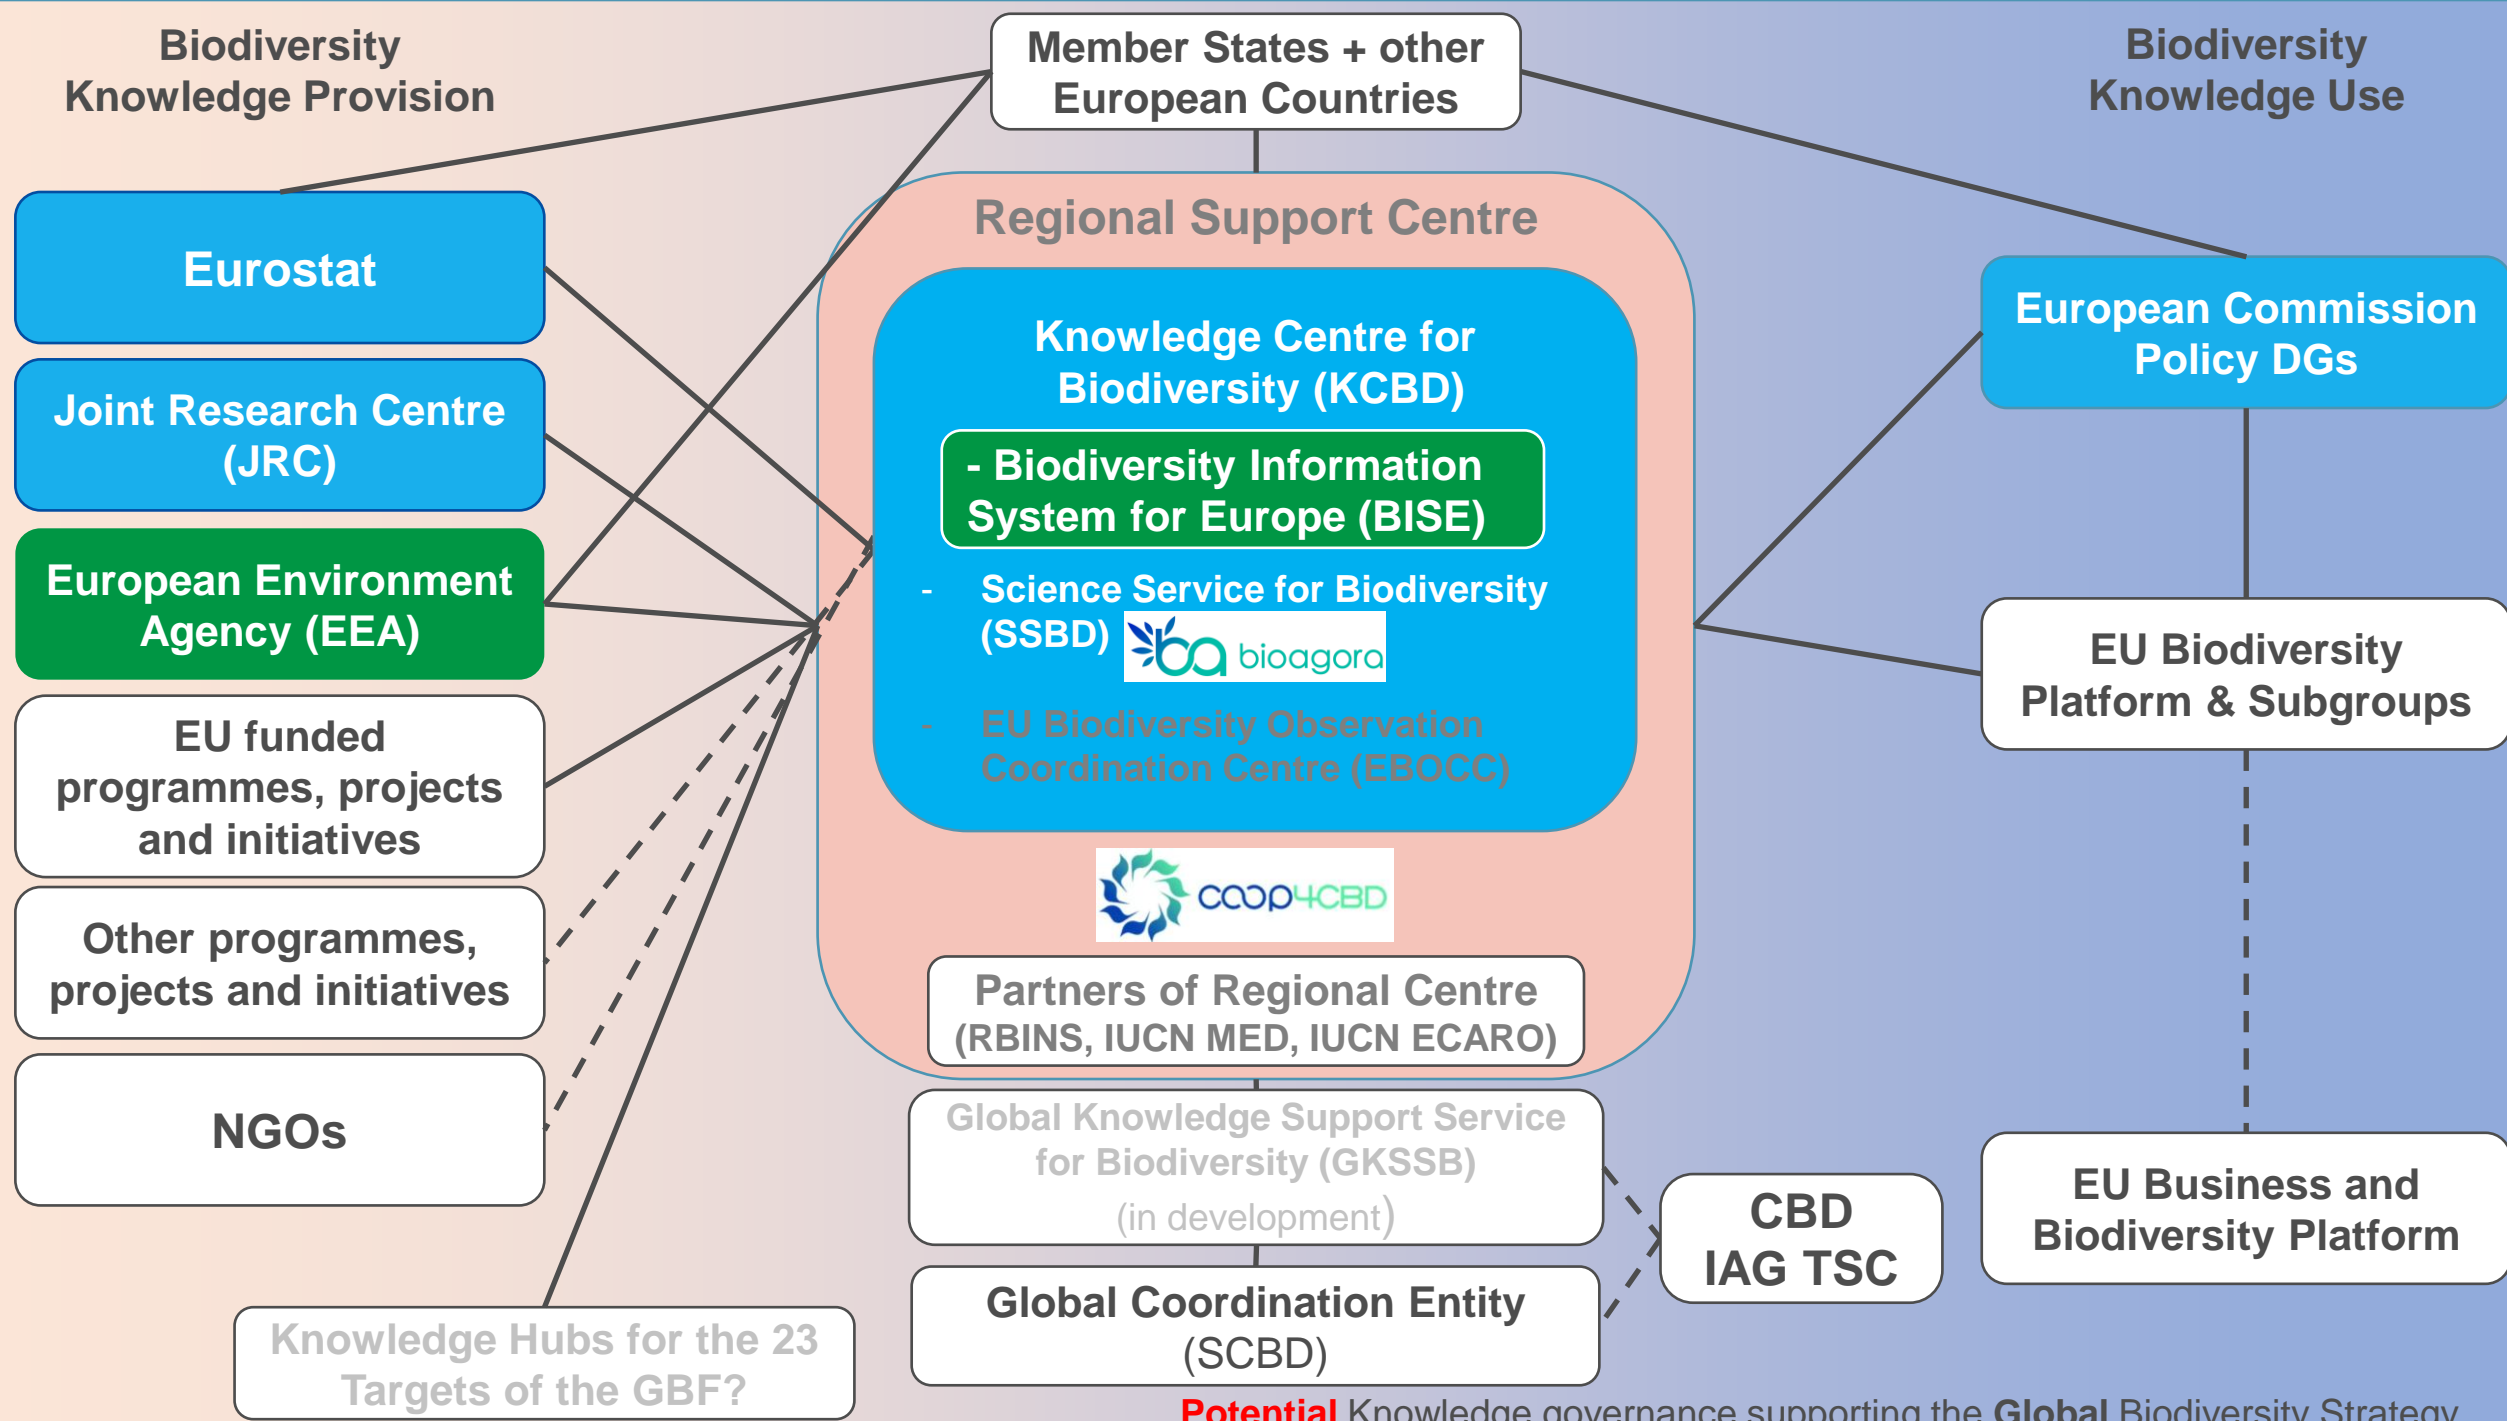 Biodiversity
Knowledge Provision
Member States + other
European Countries
Biodiversity
Knowledge Use
Eurostat
Joint Research Centre
(JRC)
European Environment
Agency (EEA)
EU funded
programmes, projects
and initiatives
Other programmes,
projects and initiatives
NGOs
Knowledge Hubs for the 23
Targets of the GBF?
Regional Support Centre
Knowledge Centre for
Biodiversity (KCBD)
- Biodiversity Information
System for Europe (BISE)
- Science Service for Biodiversity
(SSBD)
ba bioagora
- EU Biodiversity Observation
Coordination Centre (EBOCC)
coop4CBD
Partners of Regional Centre
(RBINS, IUCN MED, IUCN ECARO)
Global Knowledge Support Service
for Biodiversity (GKSSB)
(in development)
Global Coordination Entity
(SCBD)
CBD
IAG TSC
European Commission
Policy DGs
EU Biodiversity
Platform & Subgroups
EU Business and
Biodiversity Platform
Potential Knowledge governance supporting the Global Biodiversity Strategy